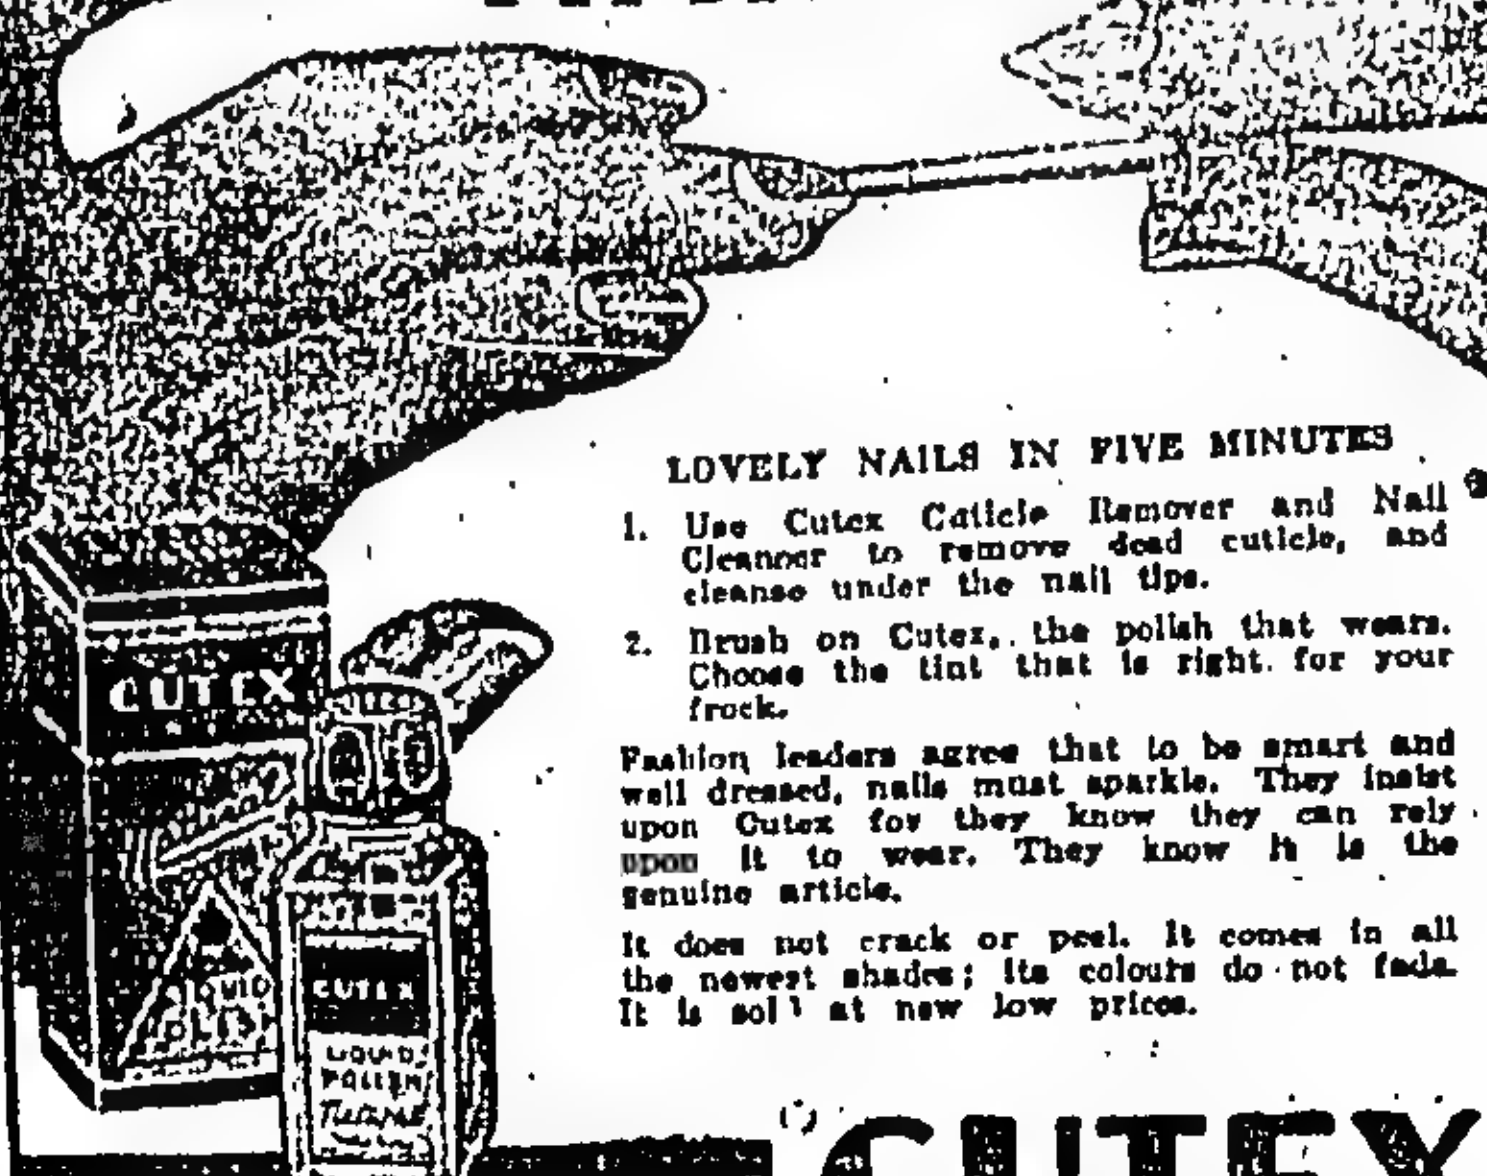 LOVELY NAILS IN FIVE MINUTES
1. Use Cutex Cuticle Remover and Nail
Cleanser to remove dead cuticle, and
cleanse under the nail tips.
2. Brush on Cutex, the polish that wears.
Choose the tint that is right for your
frock.
Fashion leaders agree that to be smart and
well dressed, nails must sparkle. They insist
upon Cutex for they know they can rely
upon it to wear. They know it is the
genuine article.
It does not crack or peel. It comes in all
the newest shades; its colours do not fade.
It is sold at new low prices.
CUTEX
CUTEX
LIQUID
POLISH
CUTEX